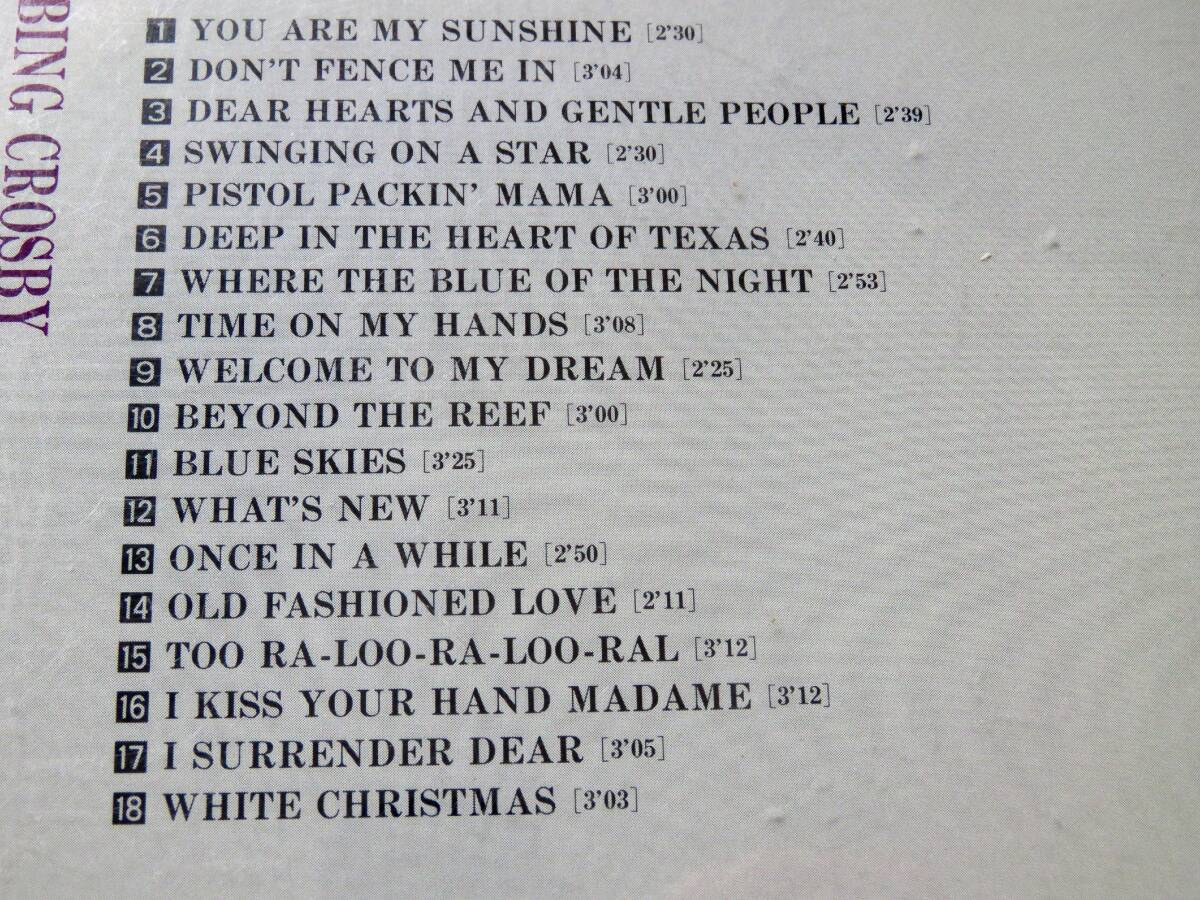 BING CROSBY
1 YOU ARE MY SUNSHINE [2'30]
2 DON'T FENCE ME IN [3'04]
3 DEAR HEARTS AND GENTLE PEOPLE [2'39]
4 SWINGING ON A STAR [2'30]
5 PISTOL PACKIN' MAMA [3'00]
6 DEEP IN THE HEART OF TEXAS [2'40]
7 WHERE THE BLUE OF THE NIGHT [2'53]
8 TIME ON MY HANDS [3'08]
9 WELCOME TO MY DREAM [2'25]
10 BEYOND THE REEF [3'00]
11 BLUE SKIES [3'25]
12 WHAT'S NEW [3'11]
13 ONCE IN A WHILE [2'50]
14 OLD FASHIONED LOVE [2'11]
15 TOO RA-LOO-RA-LOO-RAL [3'12]
16 I KISS YOUR HAND MADAME [3'12]
17 I SURRENDER DEAR [3'05]
18 WHITE CHRISTMAS [3'03]